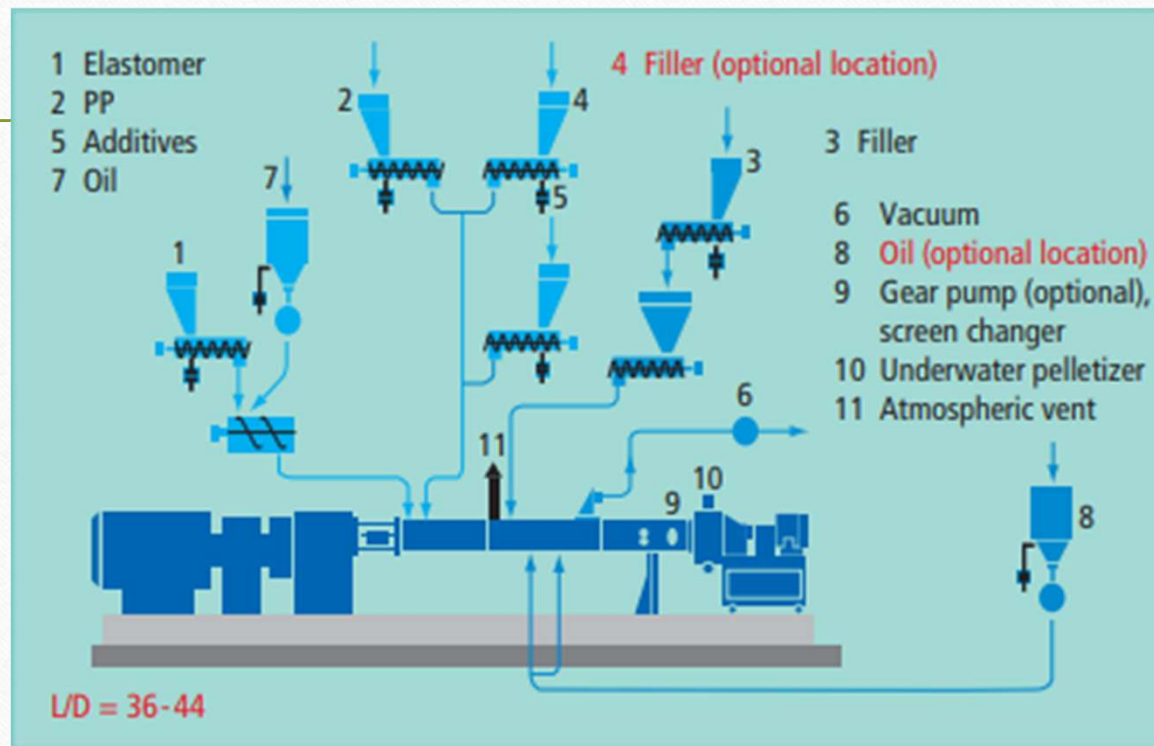 1 Elastomer
2 PP
5 Additives
7 Oil
4 Filler (optional location)
3 Filler
6 Vacuum
8 Oil (optional location)
9 Gear pump (optional),
screen changer
10 Underwater pelletizer
11 Atmospheric vent
2
4
3
7
5
1
6
11
10
9
8
L/D = 36-44